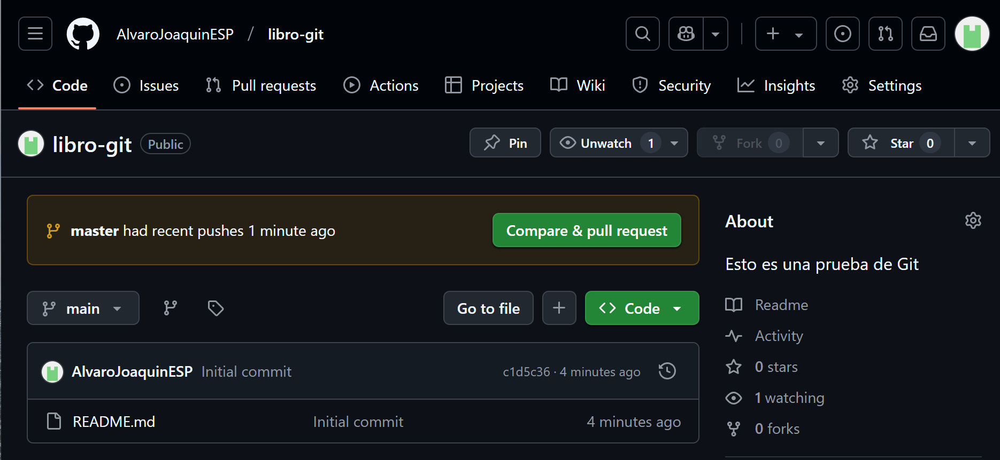 AlvaroJoaquinESP / libro-git
Code Issues Pull requests Actions Projects Wiki Security Insights Settings
libro-git Public Pin Unwatch 1 Fork 0 Star 0
master had recent pushes 1 minute ago Compare & pull request
main Go to file Code
AlvaroJoaquinESP Initial commit c1d5c36 · 4 minutes ago
README.md Initial commit 4 minutes ago
About
Esto es una prueba de Git
Readme
Activity
0 stars
1 watching
0 forks